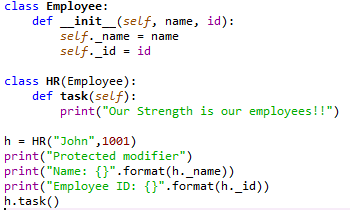 class Employee:
    def __init__(self, name, id):
        self._name = name
        self._id = id

class HR(Employee):
    def task(self):
        print("Our Strength is our employees!!")

h = HR("John",1001)
print("Protected modifier")
print("Name: {}".format(h._name))
print("Employee ID: {}".format(h._id))
h.task()